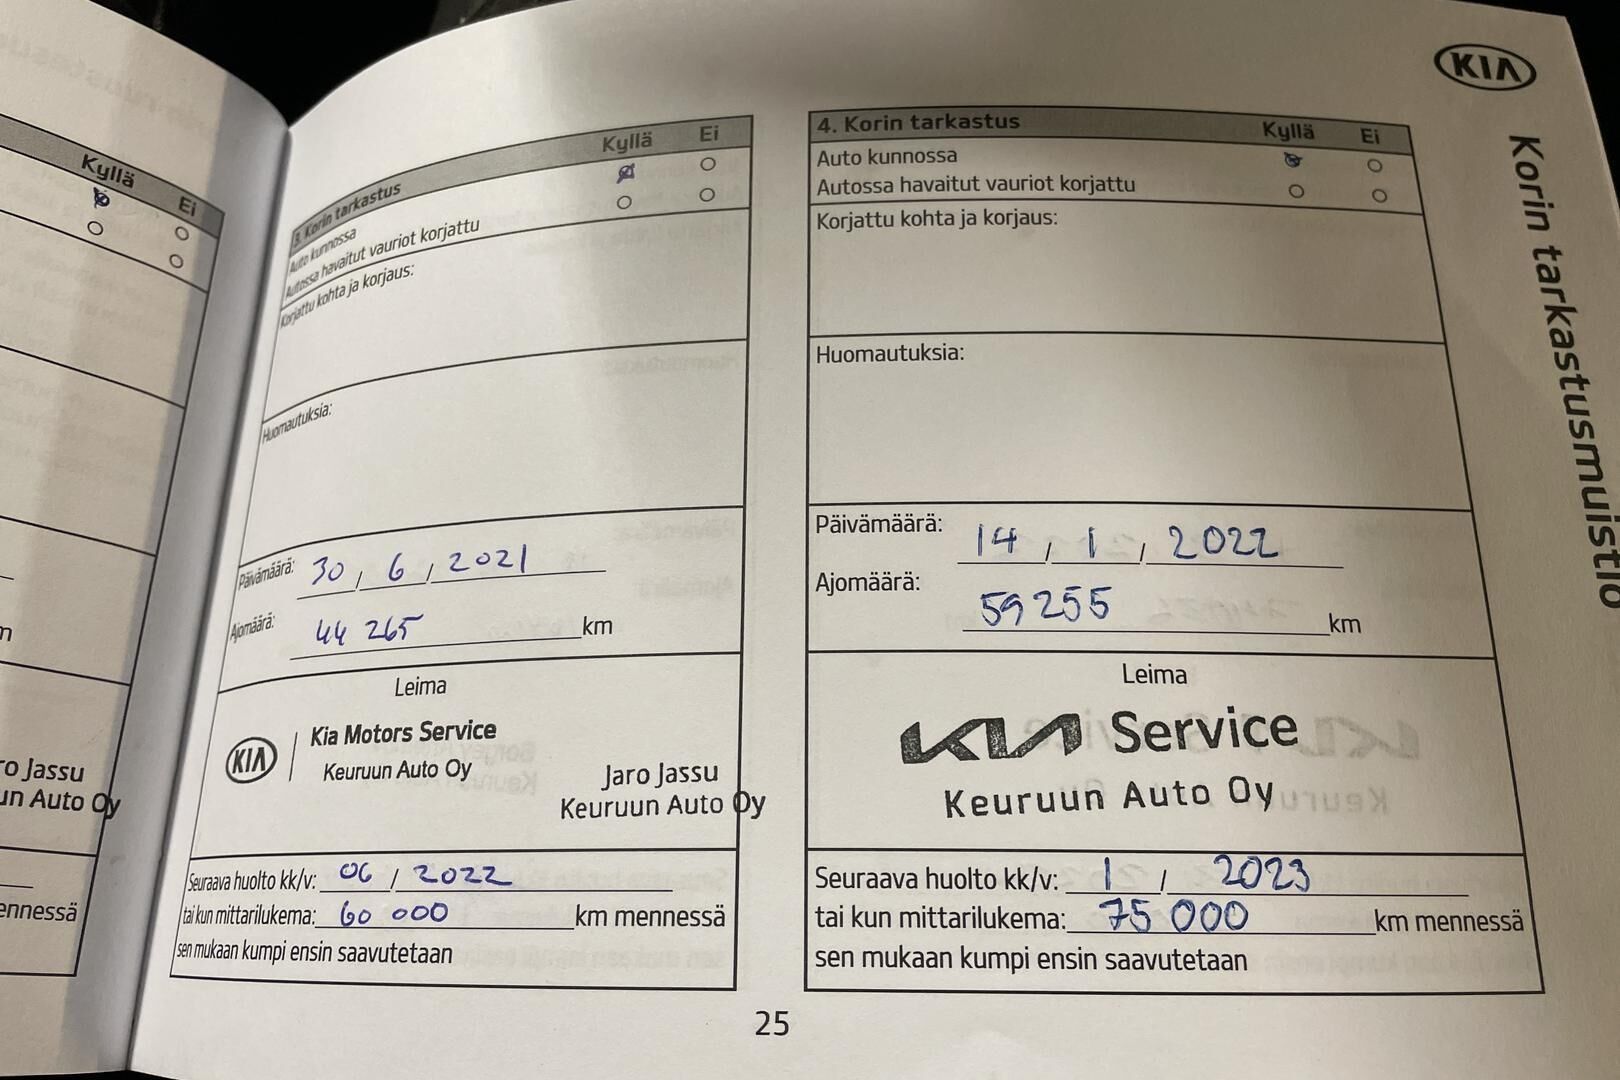 Kyllä
Ei
ro Jassu
un Auto Oy
ennessä
3. Korin tarkastus
Kyllä
Ei
Auto kunnossa
Autossa havaitut vauriot korjattu
Korjattu kohta ja korjaus:
Huomautuksia:
Päivämäärä: 30 / 6 / 2021
Ajomäärä: 44 265 km
Leima
KIA
Kia Motors Service
Keuruun Auto Oy
Jaro Jassu
Keuruun Auto Oy
Seuraava huolto kk/v: 06 / 2022
tai kun mittarilukema: 60 000 km mennessä
sen mukaan kumpi ensin saavutetaan
KIA
4. Korin tarkastus
Kyllä
Ei
Auto kunnossa
Autossa havaitut vauriot korjattu
Korjattu kohta ja korjaus:
Huomautuksia:
Päivämäärä: 14 / 1 / 2022
Ajomäärä: 59 255 km
Leima
KIA Service
Keuruun Auto Oy
Seuraava huolto kk/v: 1 / 2023
tai kun mittarilukema: 75 000 km mennessä
sen mukaan kumpi ensin saavutetaan
Korin tarkastusmuistio
25